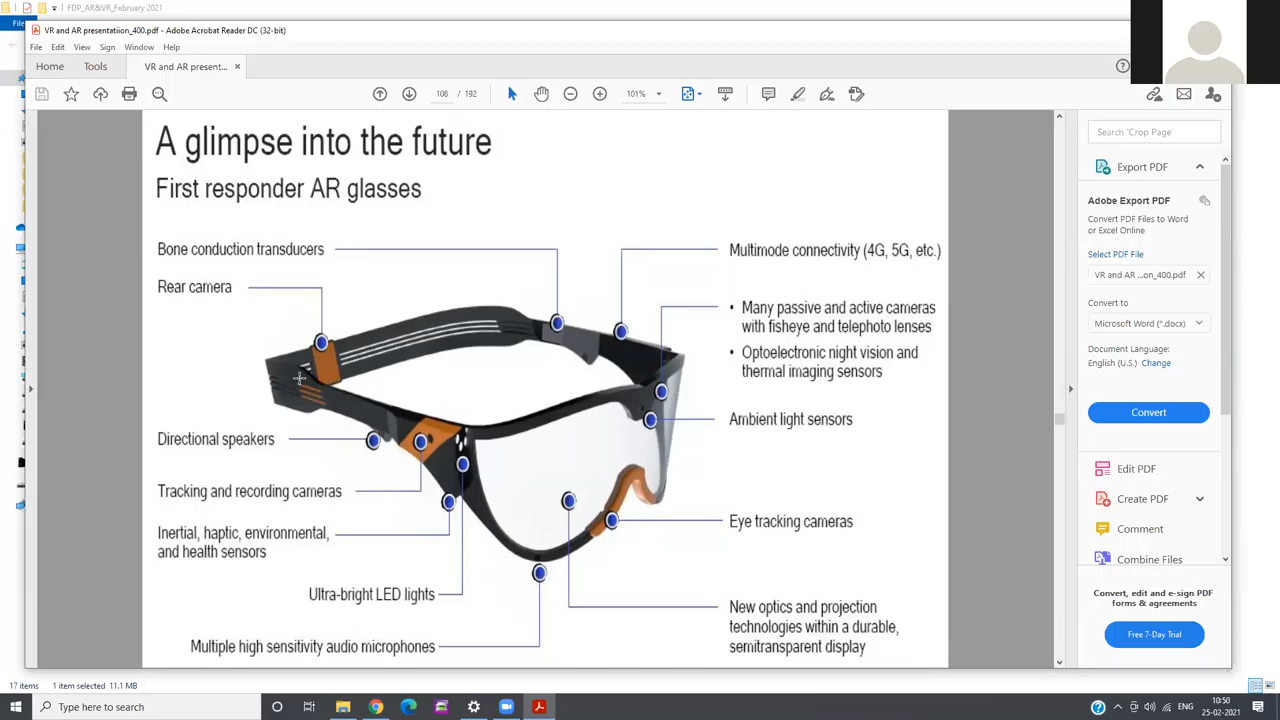 FDP_AR&VR_February 2021
File
VR and AR presentatiion_400.pdf - Adobe Acrobat Reader DC (32-bit)
File Edit View Sign Window Help
Home Tools VR and AR present... ×
108 / 192 101%
A glimpse into the future
First responder AR glasses
Bone conduction transducers
Rear camera
Directional speakers
Tracking and recording cameras
Inertial, haptic, environmental,
and health sensors
Ultra-bright LED lights
Multiple high sensitivity audio microphones
Multimode connectivity (4G, 5G, etc.)
• Many passive and active cameras
with fisheye and telephoto lenses
• Optoelectronic night vision and
thermal imaging sensors
Ambient light sensors
Eye tracking cameras
New optics and projection
technologies within a durable,
semitransparent display
Search 'Crop Page'
Export PDF
Adobe Export PDF
Convert PDF Files to Word
or Excel Online
Select PDF File
VR and AR ...on_400.pdf ×
Convert to
Microsoft Word (*.docx)
Document Language:
English (U.S.) Change
Convert
Edit PDF
Create PDF
Comment
Combine Files
Convert, edit and e-sign PDF
forms & agreements
Free 7-Day Trial
17 items 1 item selected 11.1 MB
Type here to search
ENG
10:50
25-02-2021